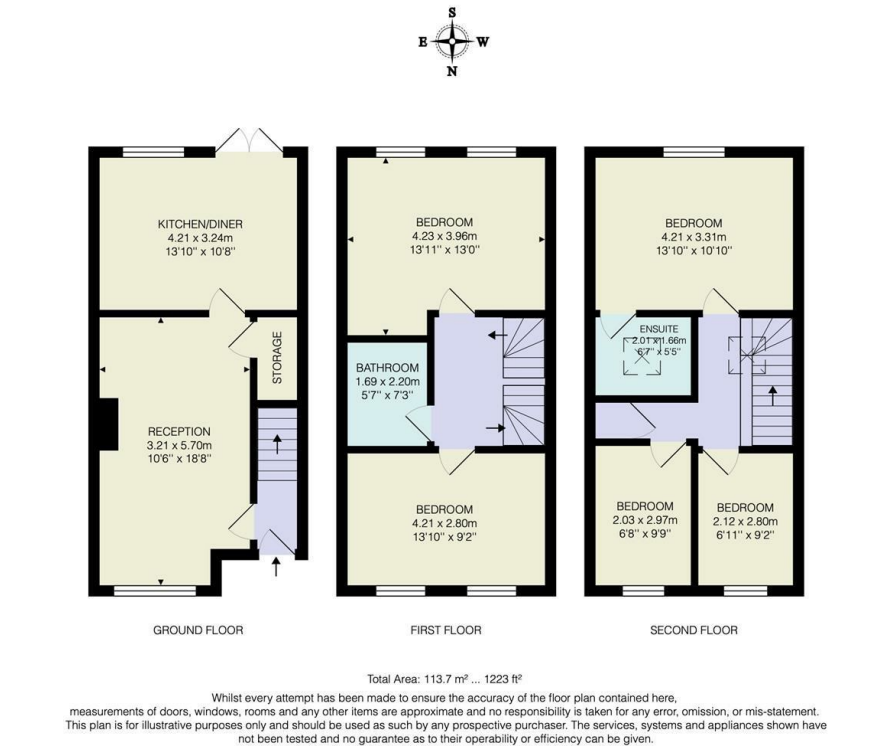 S
E W
N
KITCHEN/DINER
4.21 x 3.24m
13'10" x 10'8"
STORAGE
RECEPTION
3.21 x 5.70m
10'6" x 18'8"
GROUND FLOOR
BEDROOM
4.23 x 3.96m
13'11" x 13'0"
BATHROOM
1.69 x 2.20m
5'7" x 7'3"
BEDROOM
4.21 x 2.80m
13'10" x 9'2"
FIRST FLOOR
BEDROOM
4.21 x 3.31m
13'10" x 10'10"
ENSUITE
2.01 x 1.66m
6'7" x 5'5"
BEDROOM
2.03 x 2.97m
6'8" x 9'9"
BEDROOM
2.12 x 2.80m
6'11" x 9'2"
SECOND FLOOR
Total Area: 113.7 m² ... 1223 ft²
Whilst every attempt has been made to ensure the accuracy of the floor plan contained here,
measurements of doors, windows, rooms and any other items are approximate and no responsibility is taken for any error, omission, or mis-statement.
This plan is for illustrative purposes only and should be used as such by any prospective purchaser. The services, systems and appliances shown have
not been tested and no guarantee as to their operability or efficiency can be given.